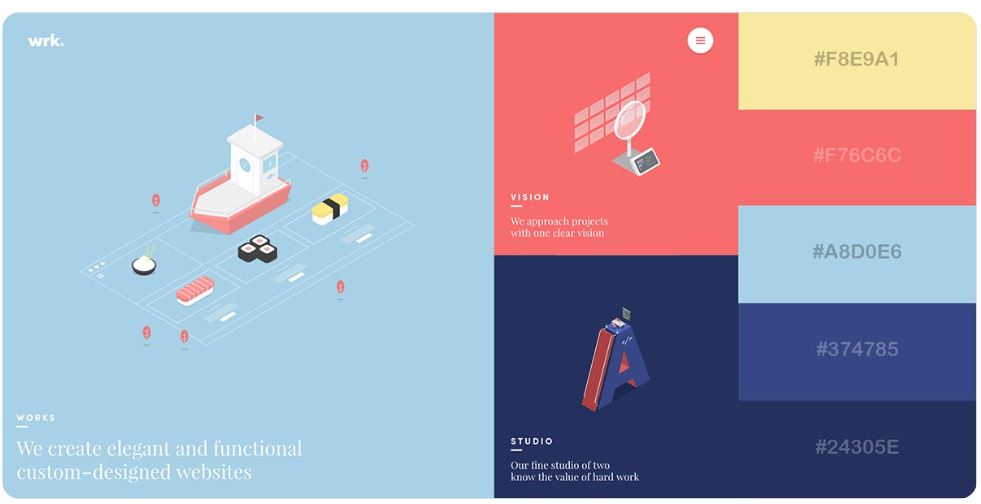 wrk.
WORKS
We create elegant and functional
custom-designed websites
VISION
We approach projects
with one clear vision
STUDIO
Our fine studio of two
know the value of hard work
#F8E9A1
#F76C6C
#A8D0E6
#374785
#24305E